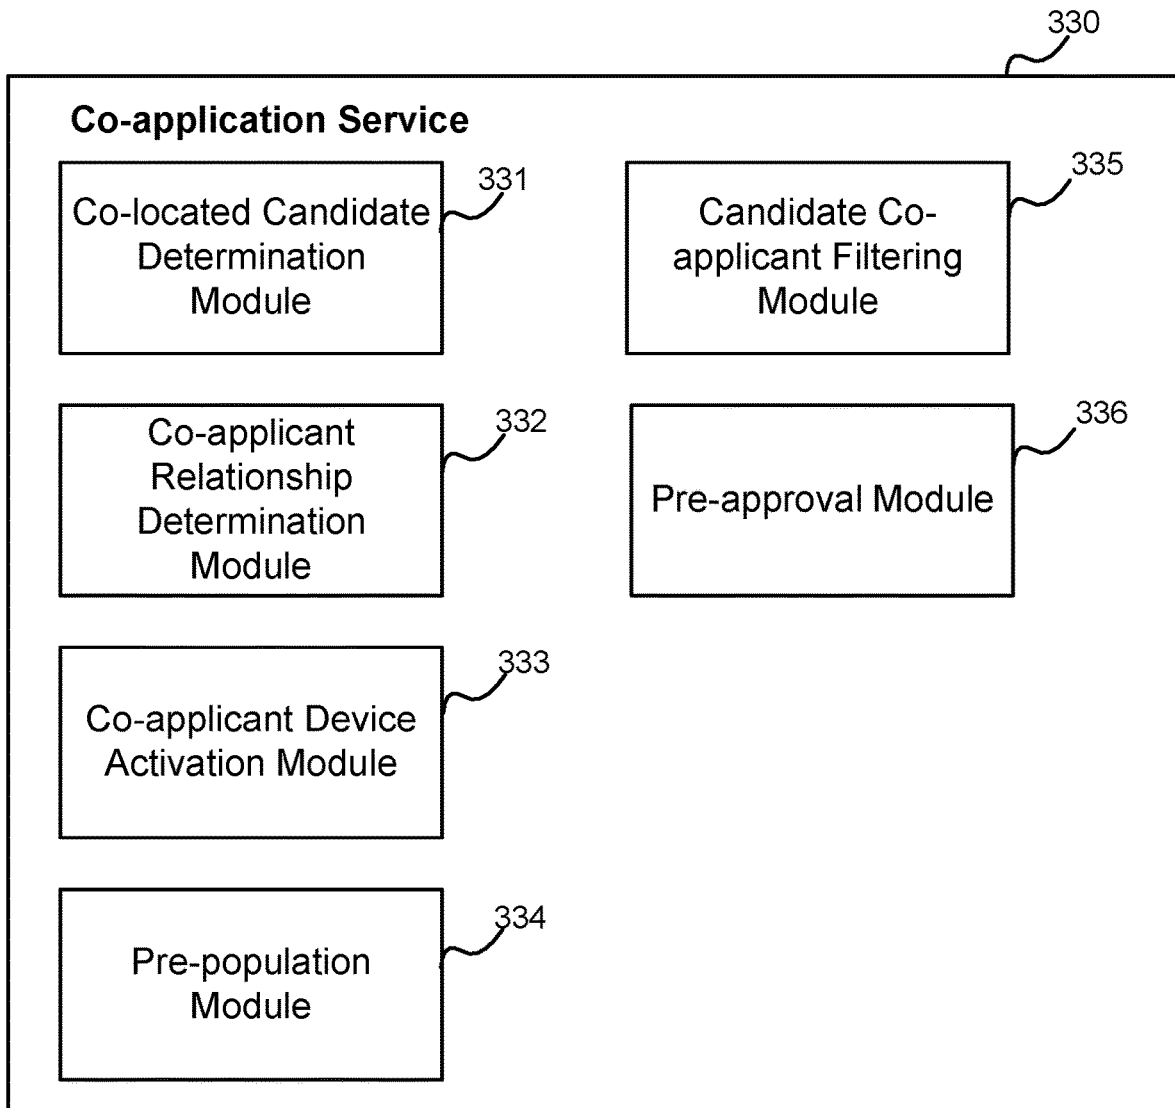 330
Co-application Service
Co-located Candidate
Determination
Module
331
Co-applicant
Relationship
Determination
Module
332
Co-applicant Device
Activation Module
333
Pre-population
Module
334
Candidate Co-
applicant Filtering
Module
335
Pre-approval Module
336